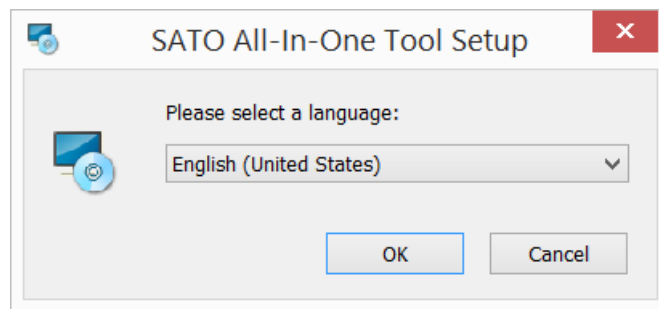 SATO All-In-One Tool Setup
Please select a language:
English (United States)
OK
Cancel